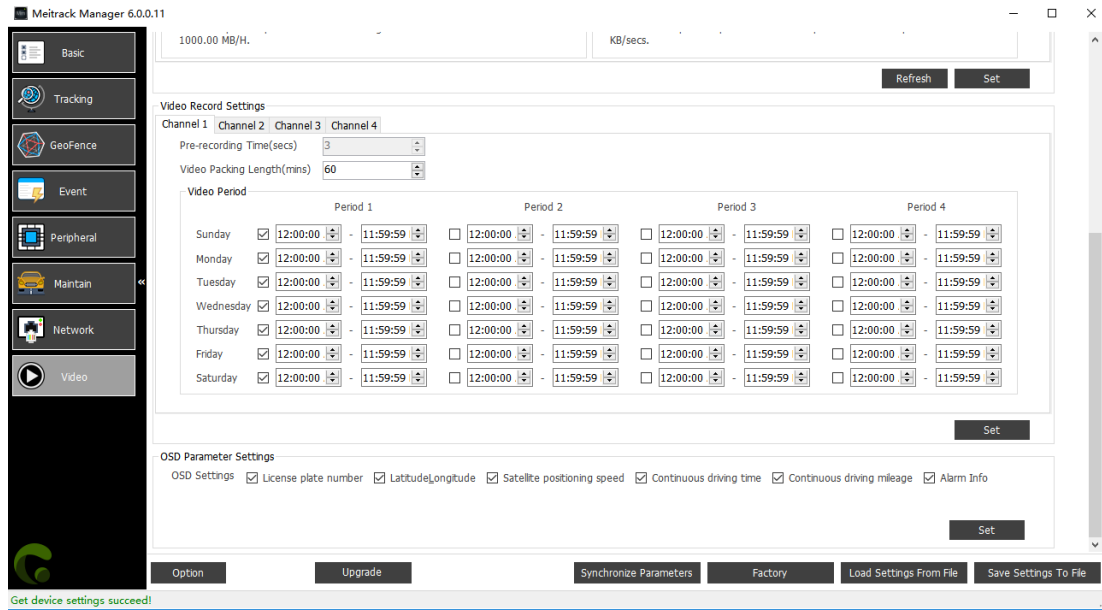 Meitrack Manager 6.0.0.11
Basic
Tracking
GeoFence
Event
Peripheral
Maintain
«
Network
Video
1000.00 MB/H.
KB/secs.
Refresh
Set
Video Record Settings
Channel 1 Channel 2 Channel 3 Channel 4
Pre-recording Time(secs) 3
Video Packing Length(mins) 60
Video Period
Period 1 Period 2 Period 3 Period 4
Sunday 12:00:00 - 11:59:59 12:00:00 - 11:59:59 12:00:00 - 11:59:59 12:00:00 - 11:59:59
Monday 12:00:00 - 11:59:59 12:00:00 - 11:59:59 12:00:00 - 11:59:59 12:00:00 - 11:59:59
Tuesday 12:00:00 - 11:59:59 12:00:00 - 11:59:59 12:00:00 - 11:59:59 12:00:00 - 11:59:59
Wednesday 12:00:00 - 11:59:59 12:00:00 - 11:59:59 12:00:00 - 11:59:59 12:00:00 - 11:59:59
Thursday 12:00:00 - 11:59:59 12:00:00 - 11:59:59 12:00:00 - 11:59:59 12:00:00 - 11:59:59
Friday 12:00:00 - 11:59:59 12:00:00 - 11:59:59 12:00:00 - 11:59:59 12:00:00 - 11:59:59
Saturday 12:00:00 - 11:59:59 12:00:00 - 11:59:59 12:00:00 - 11:59:59 12:00:00 - 11:59:59
Set
OSD Parameter Settings
OSD Settings License plate number LatitudeLongitude Satellite positioning speed Continuous driving time Continuous driving mileage Alarm Info
Set
Option Upgrade Synchronize Parameters Factory Load Settings From File Save Settings To File
Get device settings succeed!